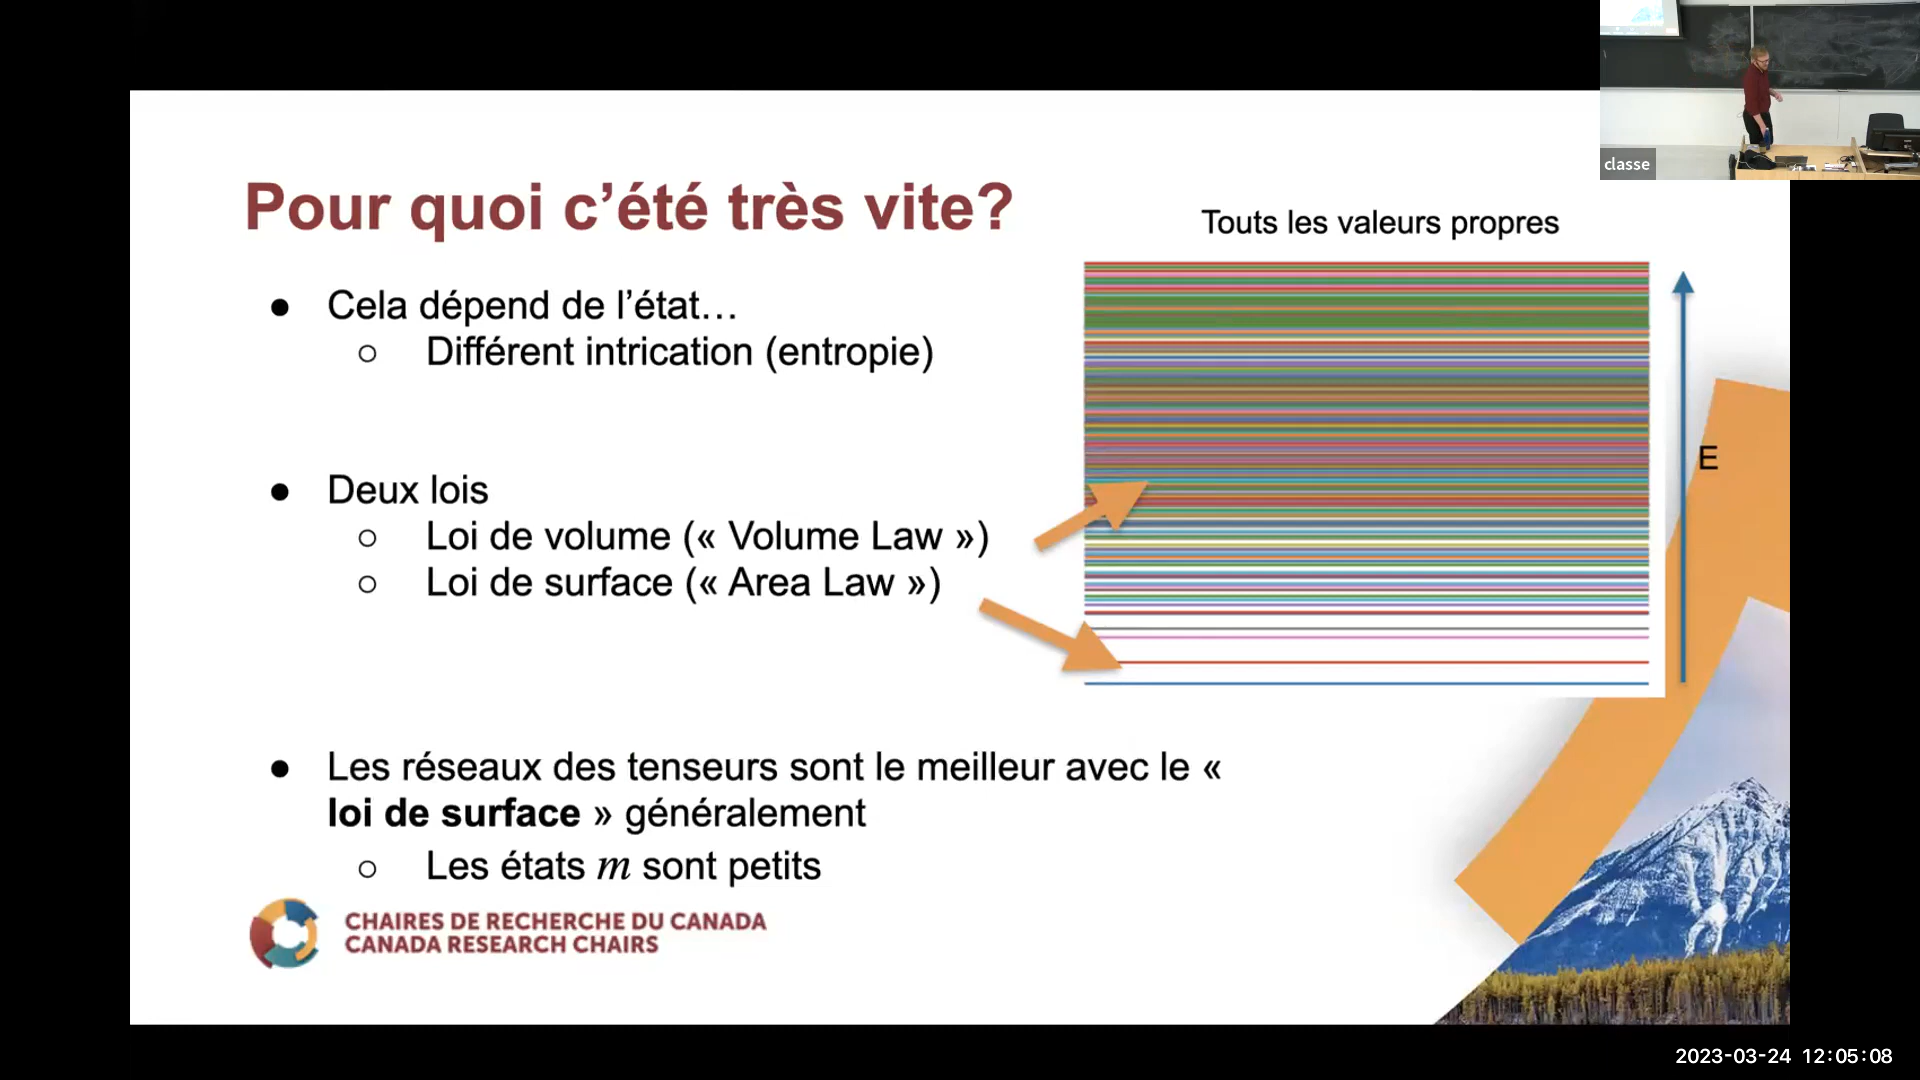 classe
Pour quoi c’été très vite?
Touts les valeurs propres
● Cela dépend de l’état…
○ Différent intrication (entropie)
E
● Deux lois
○ Loi de volume (« Volume Law »)
○ Loi de surface (« Area Law »)
● Les réseaux des tenseurs sont le meilleur avec le «
loi de surface » généralement
○ Les états m sont petits
CHAIRES DE RECHERCHE DU CANADA
CANADA RESEARCH CHAIRS
2023-03-24 12:05:08